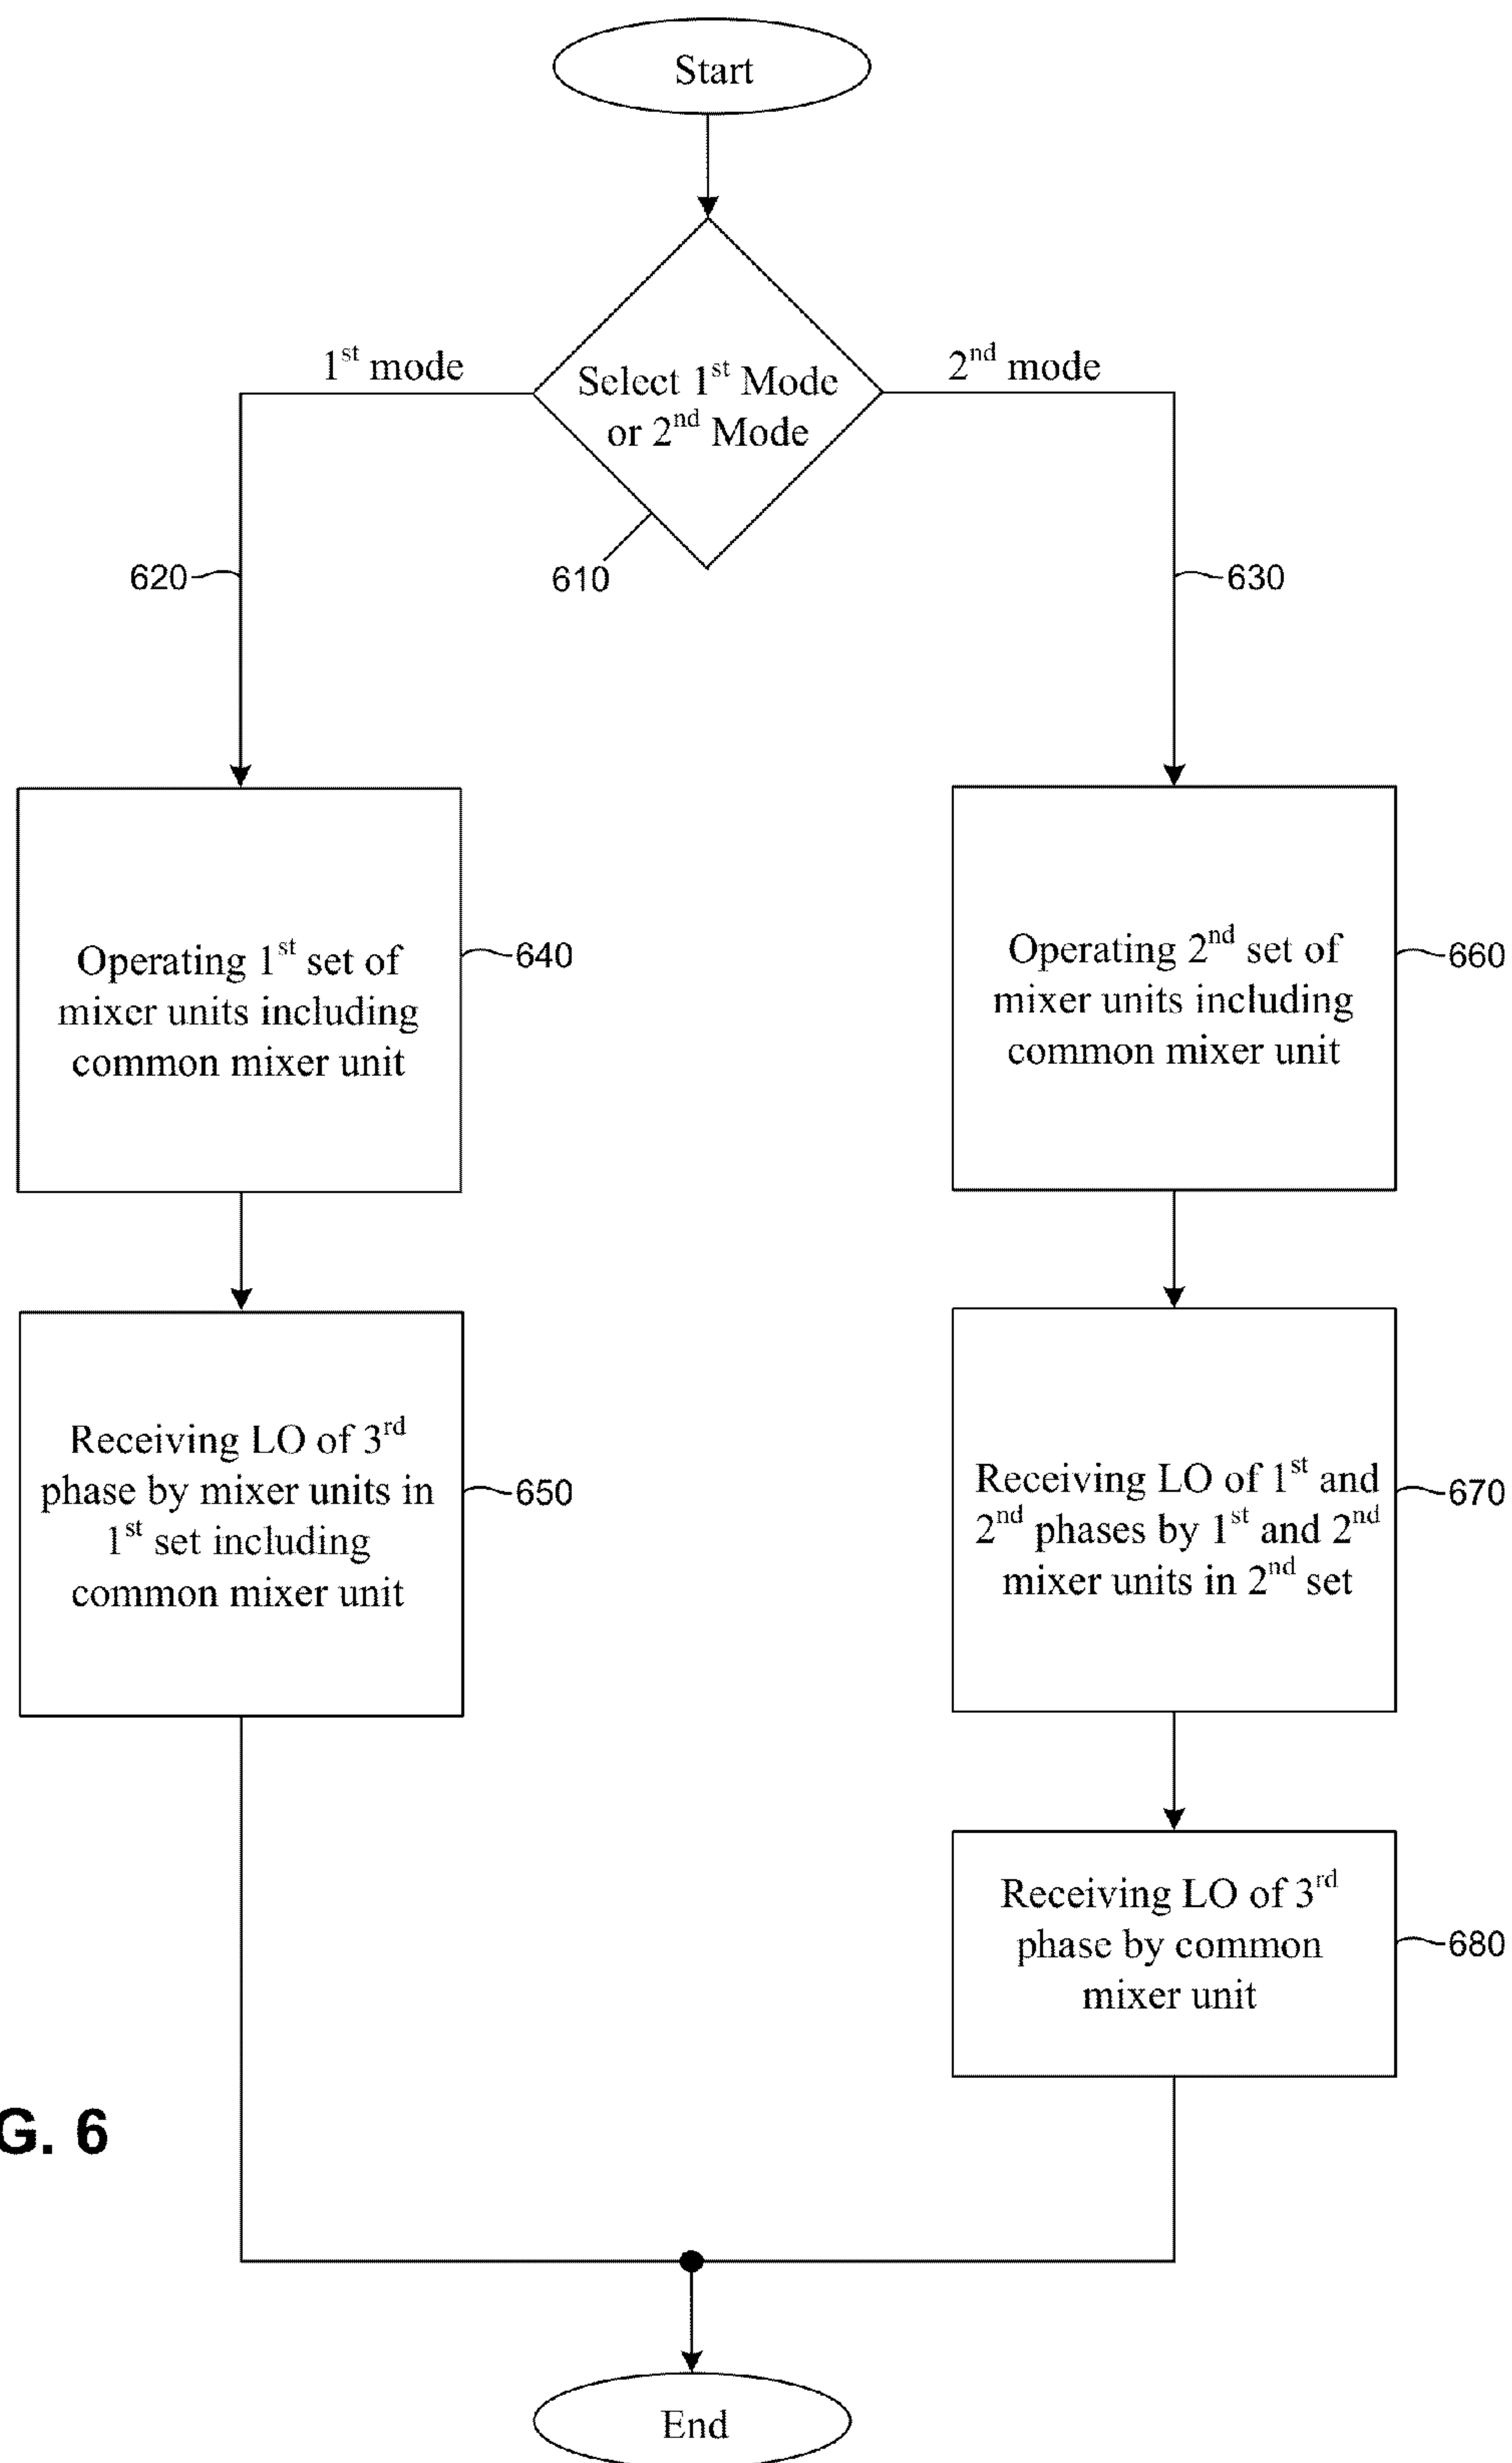 Start
1st mode
2nd mode
Select 1st Mode
or 2nd Mode
620
610
630
Operating 1st set of
mixer units including
common mixer unit
640
Operating 2nd set of
mixer units including
common mixer unit
660
Receiving LO of 3rd
phase by mixer units in
1st set including
common mixer unit
650
Receiving LO of 1st and
2nd phases by 1st and 2nd
mixer units in 2nd set
670
Receiving LO of 3rd
phase by common
mixer unit
680
G. 6
End